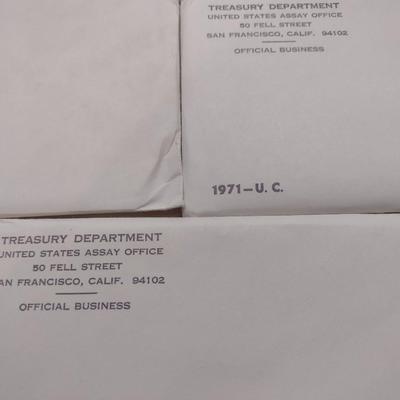 TREASURY DEPARTMENT
UNITED STATES ASSAY OFFICE
50 FELL STREET
SAN FRANCISCO, CALIF. 94102
OFFICIAL BUSINESS
1971—U. C.
TREASURY DEPARTMENT
UNITED STATES ASSAY OFFICE
50 FELL STREET
AN FRANCISCO, CALIF. 94102
OFFICIAL BUSINESS